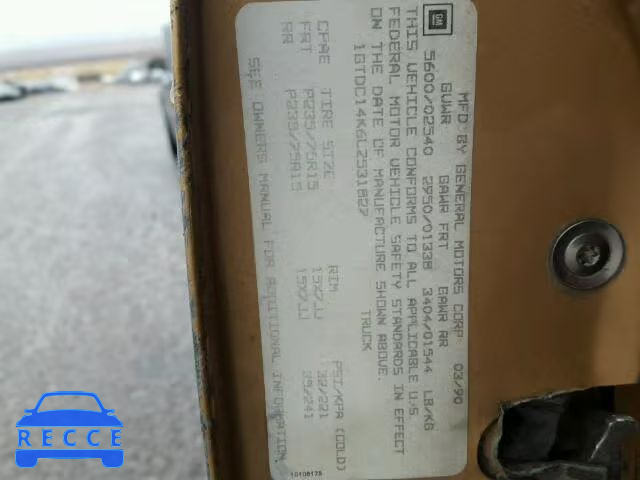 GM
MFD BY GENERAL MOTORS CORP 03/90
GVWR GAWR FRT GAWR RR
5600/02540 2950/01338 3404/01544 LB/KG
THIS VEHICLE CONFORMS TO ALL APPLICABLE U.S.
FEDERAL MOTOR VEHICLE SAFETY STANDARDS IN EFFECT
ON THE DATE OF MANUFACTURE SHOWN ABOVE.
1GTDC14K6LZ531827 TRUCK
CFAE TIRE SIZE RIM PSI/KPA (COLD)
FRT P235/75R15 15X7JJ 32/221
RR P235/75R15 15X7JJ 35/241
SEE OWNERS MANUAL FOR ADDITIONAL INFORMATION.
RECCE